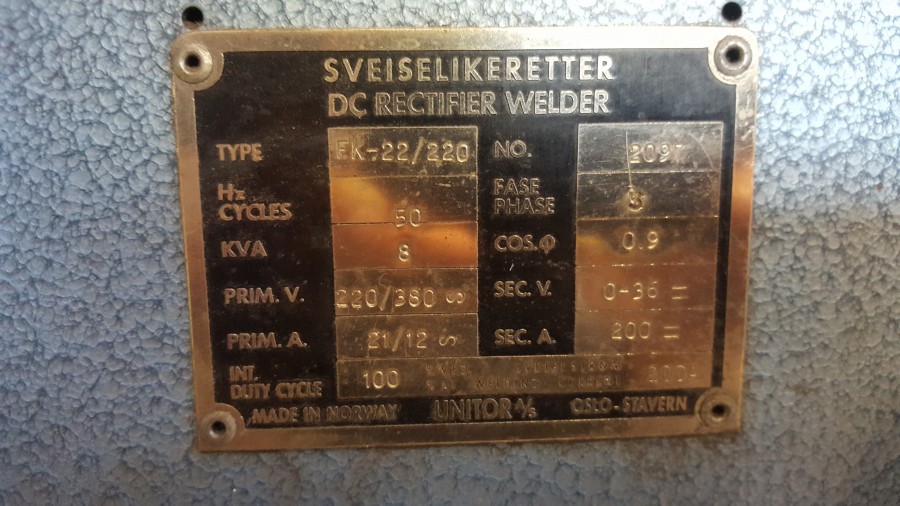 SVEISELIKERETTER
DC RECTIFIER WELDER
TYPE EK-22/220 NO. 2097
Hz CYCLES 50 FASE PHASE 3
KVA 8 COS.φ 0.9
PRIM. V. 220/380 ∽ SEC. V. 0-36 =
PRIM. A. 21/12 ∽ SEC. A. 200 =
INT. DUTY CYCLE 100 % WELDING 200
MADE IN NORWAY UNITOR A/S OSLO-STAVERN